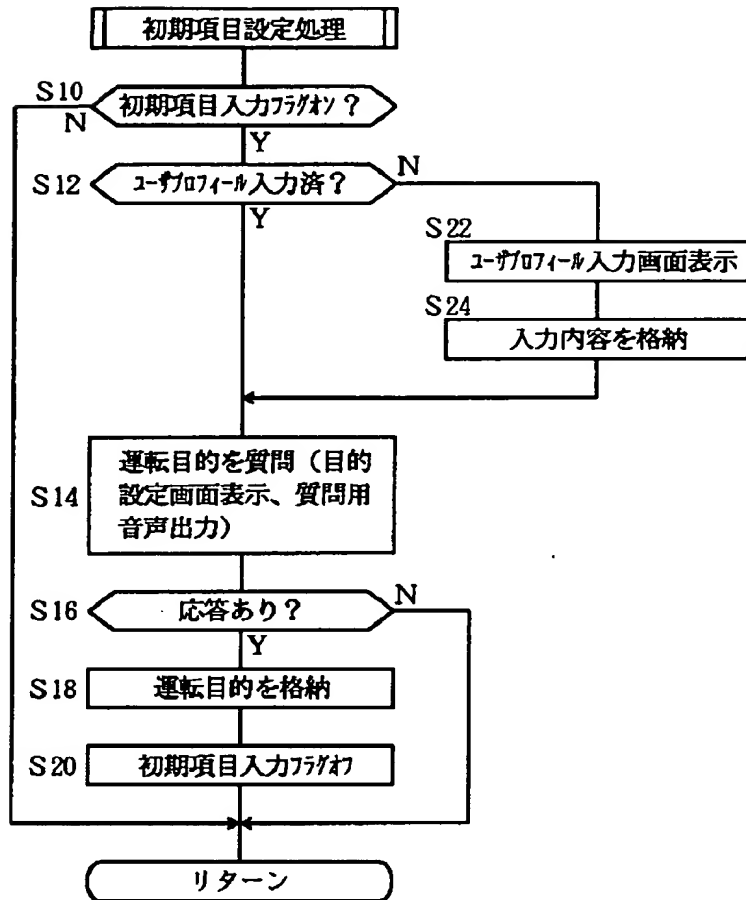 初期項目設定処理
S10
初期項目入力フラグオン？
N
Y
S12
ユーザプロフィール入力済？
N
Y
S22
ユーザプロフィール入力画面表示
S24
入力内容を格納
S14
運転目的を質問（目的
設定画面表示、質問用
音声出力）
S16
応答あり？
N
Y
S18
運転目的を格納
S20
初期項目入力フラグオフ
リターン